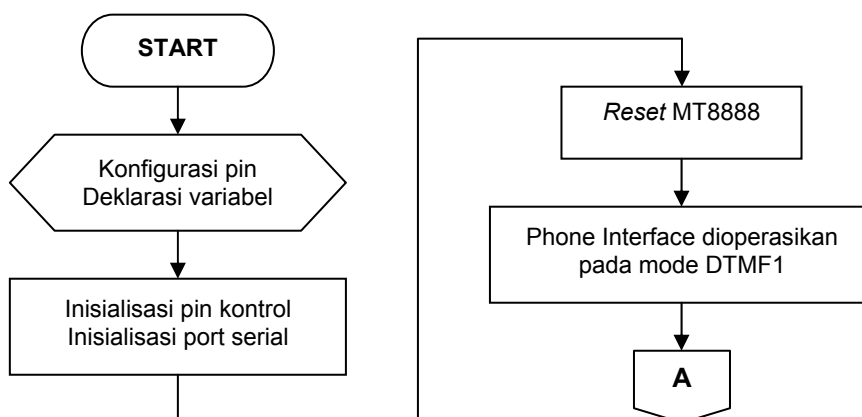 START
Konfigurasi pin
Deklarasi variabel
Inisialisasi pin kontrol
Inisialisasi port serial
Reset MT8888
Phone Interface dioperasikan
pada mode DTMF1
A